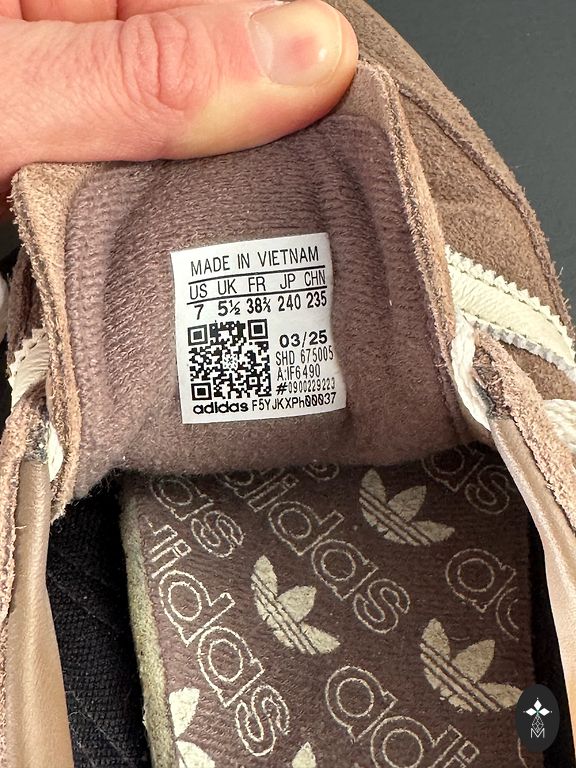 MADE IN VIETNAM
US UK FR JP CHN
7 5½ 38⅔ 240 235
03/25
SHD 675005
A:IF6490
#0900229223
adidas F5YJKXPh00037
adidas
adidas
adidas
adidas